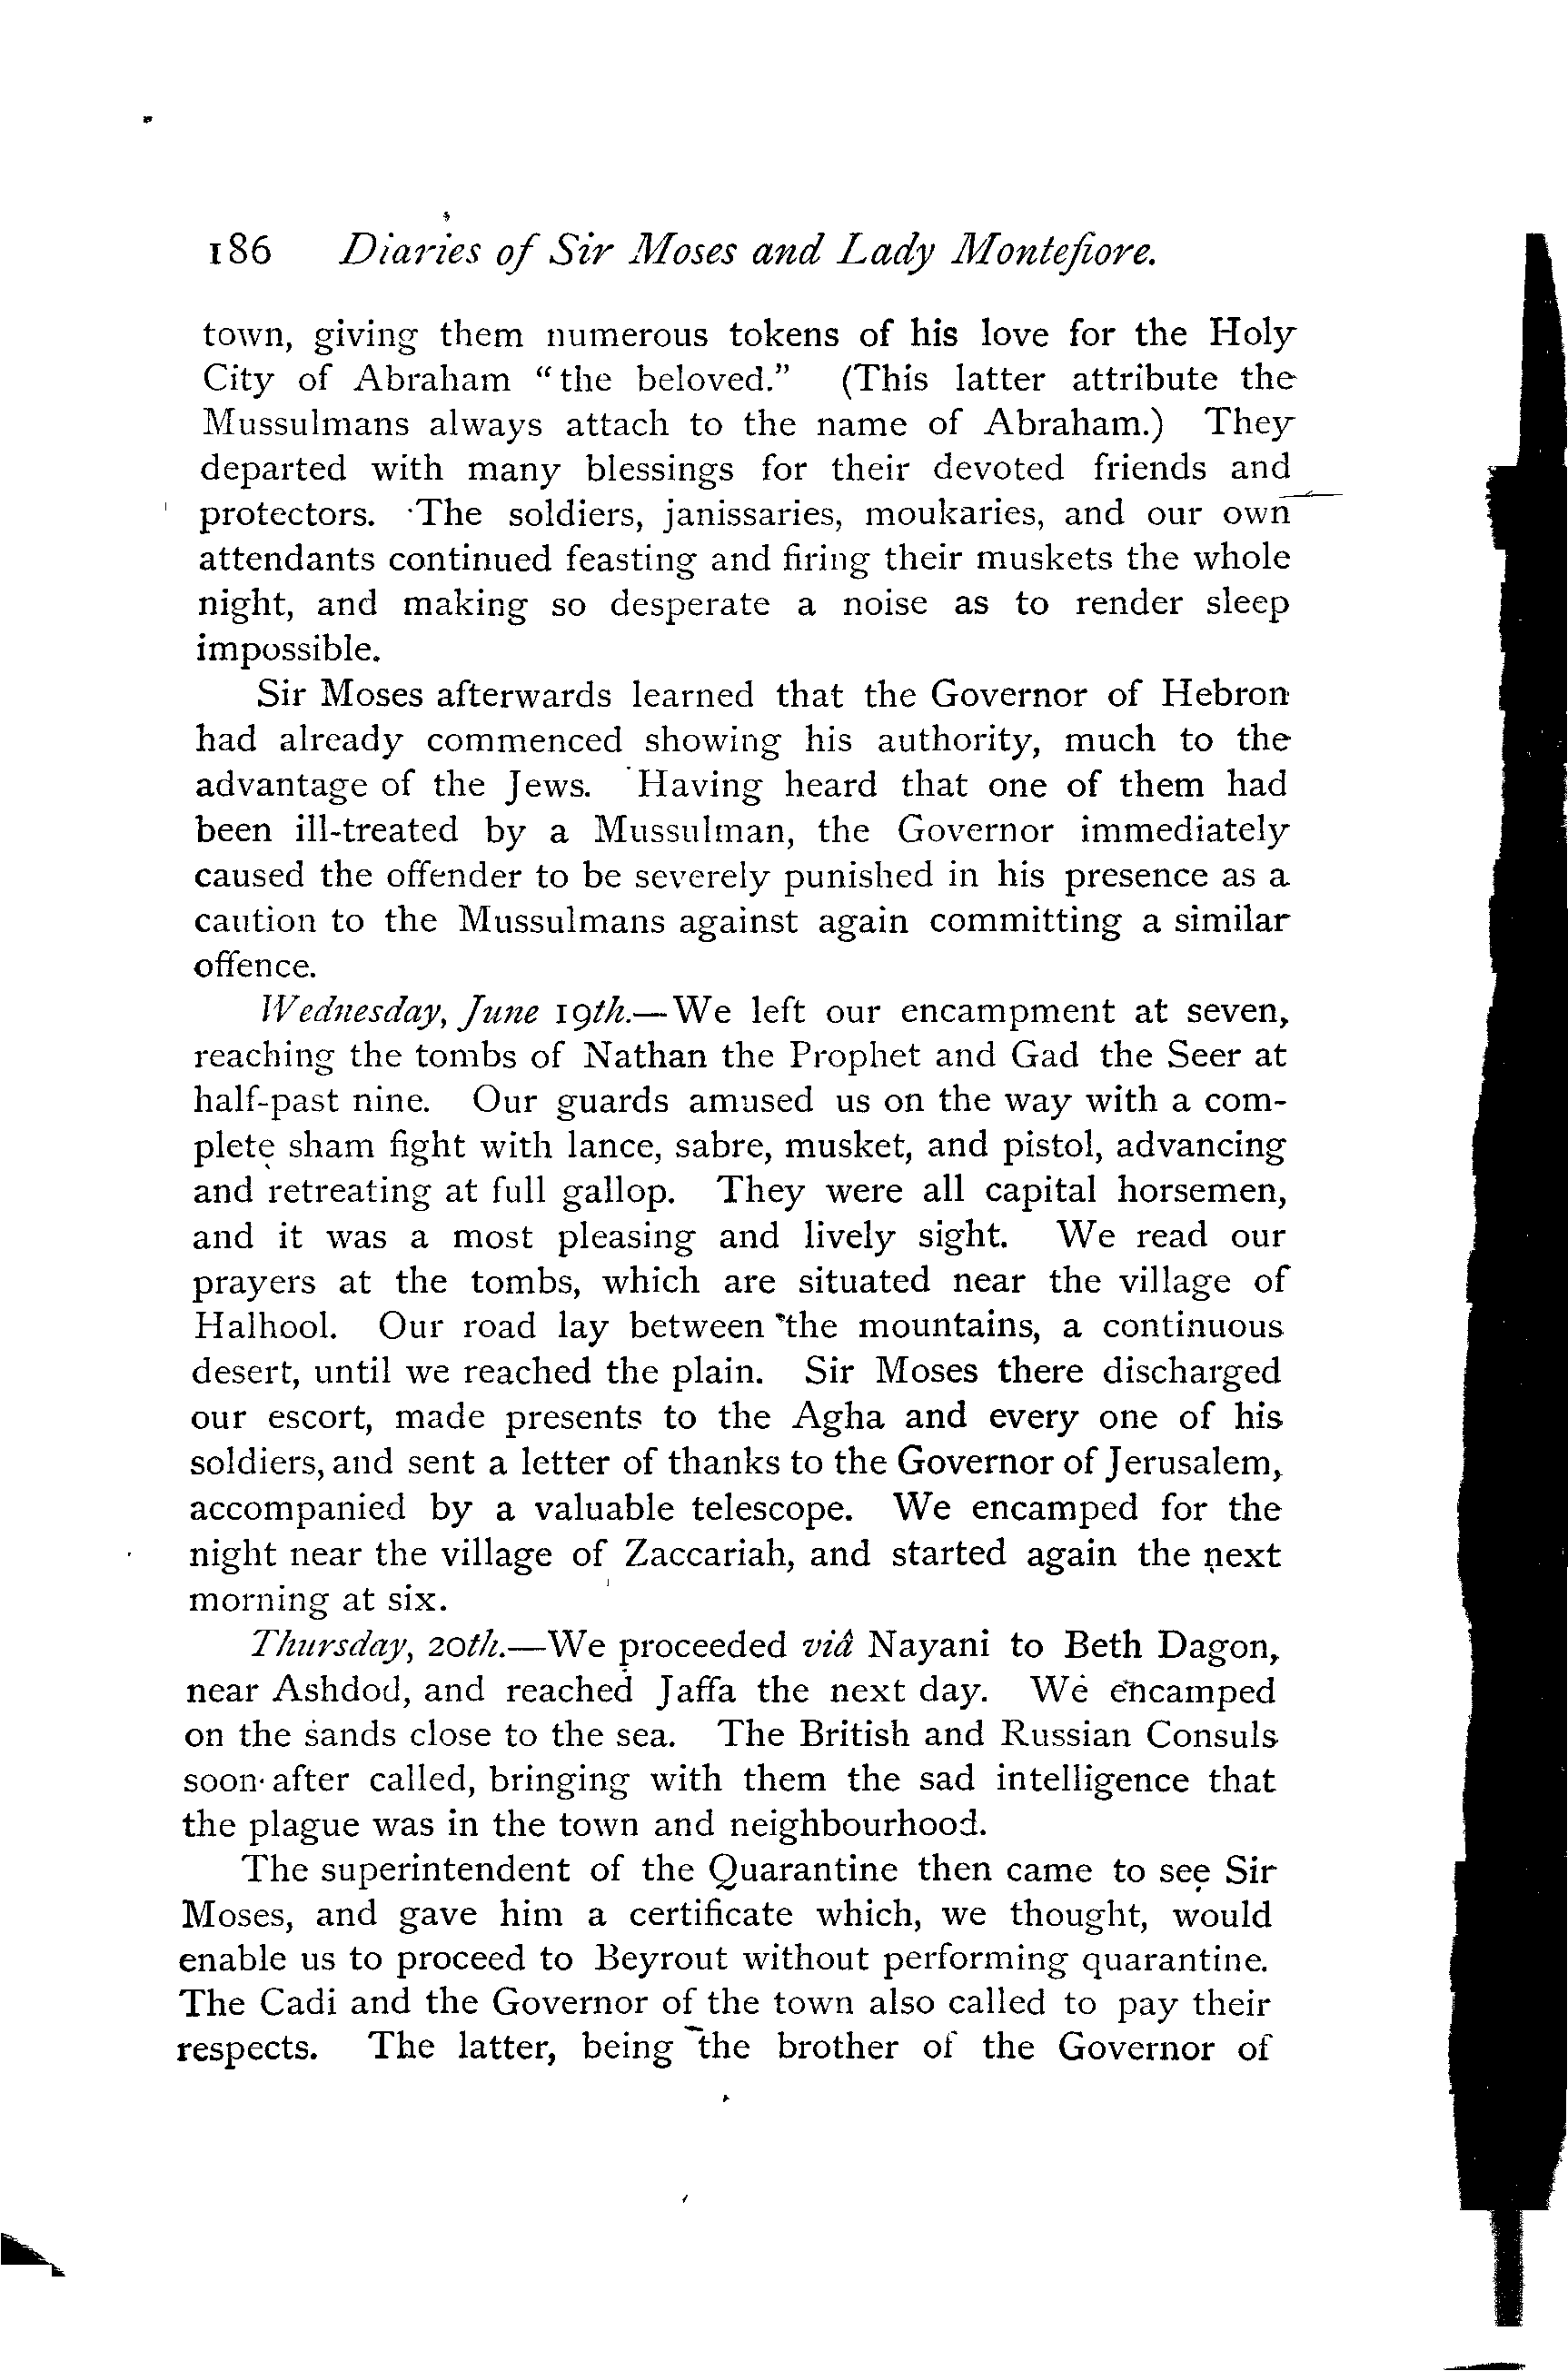 186 Diaries of Sir Moses and Lady Montefiore.
town, giving them numerous tokens of his love for the Holy
City of Abraham "the beloved." (This latter attribute the
Mussulmans always attach to the name of Abraham.) They
departed with many blessings for their devoted friends and
protectors. The soldiers, janissaries, moukaries, and our own
attendants continued feasting and firing their muskets the whole
night, and making so desperate a noise as to render sleep
impossible.
Sir Moses afterwards learned that the Governor of Hebron
had already commenced showing his authority, much to the
advantage of the Jews. Having heard that one of them had
been ill-treated by a Mussulman, the Governor immediately
caused the offender to be severely punished in his presence as a
caution to the Mussulmans against again committing a similar
offence.
Wednesday, June 19th.—We left our encampment at seven,
reaching the tombs of Nathan the Prophet and Gad the Seer at
half-past nine. Our guards amused us on the way with a com-
plete sham fight with lance, sabre, musket, and pistol, advancing
and retreating at full gallop. They were all capital horsemen,
and it was a most pleasing and lively sight. We read our
prayers at the tombs, which are situated near the village of
Halhool. Our road lay between the mountains, a continuous
desert, until we reached the plain. Sir Moses there discharged
our escort, made presents to the Agha and every one of his
soldiers, and sent a letter of thanks to the Governor of Jerusalem,
accompanied by a valuable telescope. We encamped for the
night near the village of Zaccariah, and started again the next
morning at six.
Thursday, 20th.—We proceeded viâ Nayani to Beth Dagon,
near Ashdod, and reached Jaffa the next day. We encamped
on the sands close to the sea. The British and Russian Consuls
soon after called, bringing with them the sad intelligence that
the plague was in the town and neighbourhood.
The superintendent of the Quarantine then came to see Sir
Moses, and gave him a certificate which, we thought, would
enable us to proceed to Beyrout without performing quarantine.
The Cadi and the Governor of the town also called to pay their
respects. The latter, being the brother of the Governor of